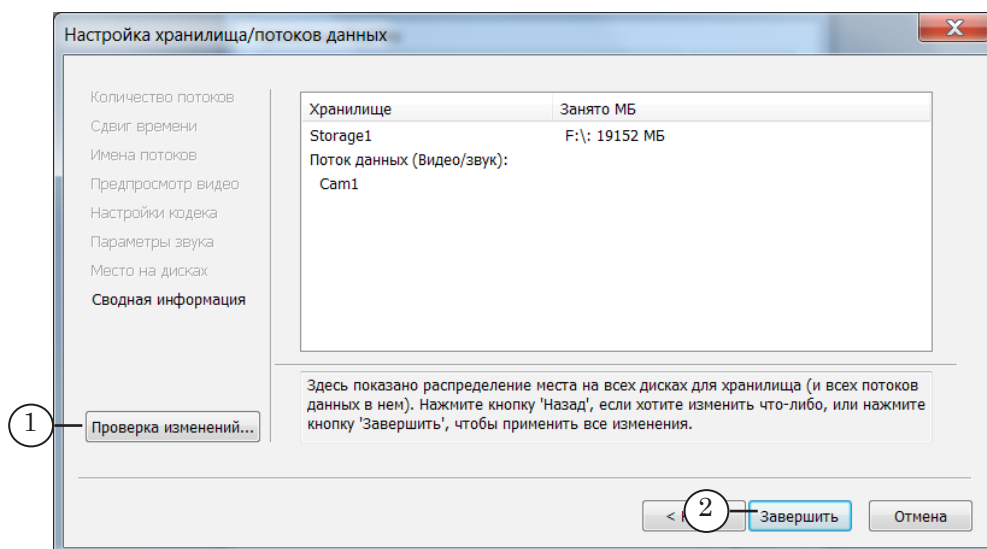 Настройка хранилища/потоков данных
Количество потоков
Сдвиг времени
Имена потоков
Предпросмотр видео
Настройки кодека
Параметры звука
Место на дисках
Сводная информация
Хранилище Занято МБ
Storage1 F:\: 19152 МБ
Поток данных (Видео/звук):
Cam1
Здесь показано распределение места на всех дисках для хранилища (и всех потоков
данных в нем). Нажмите кнопку 'Назад', если хотите изменить что-либо, или нажмите
кнопку 'Завершить', чтобы применить все изменения.
1
Проверка изменений...
<
2
Завершить
Отмена